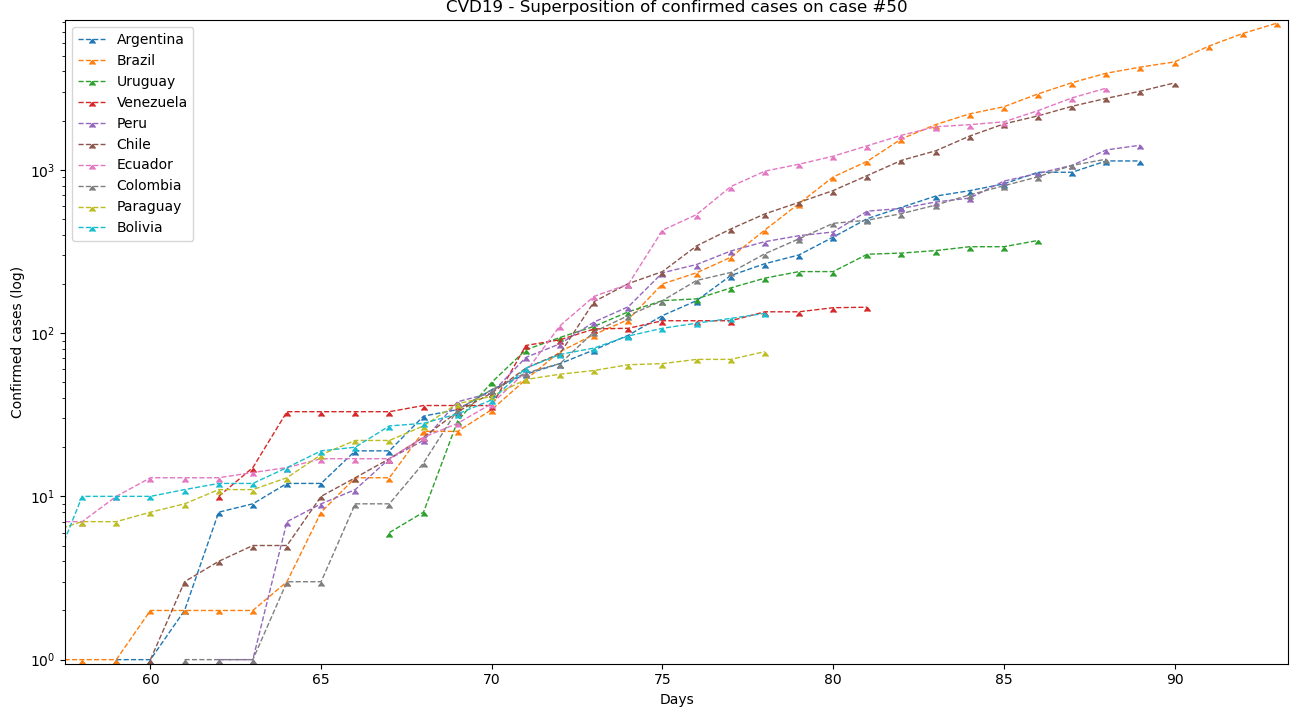 CVD19 - Superposition of confirmed cases on case #50
Argentina
Brazil
Uruguay
Venezuela
Peru
Chile
Ecuador
Colombia
Paraguay
Bolivia
Confirmed cases (log)
10³
10²
10¹
10⁰
60 65 70 75 80 85 90
Days